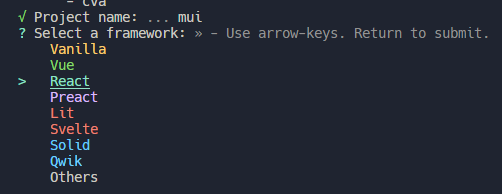 - cva
√ Project name: ... mui
? Select a framework: » - Use arrow-keys. Return to submit.
Vanilla
Vue
> React
Preact
Lit
Svelte
Solid
Qwik
Others